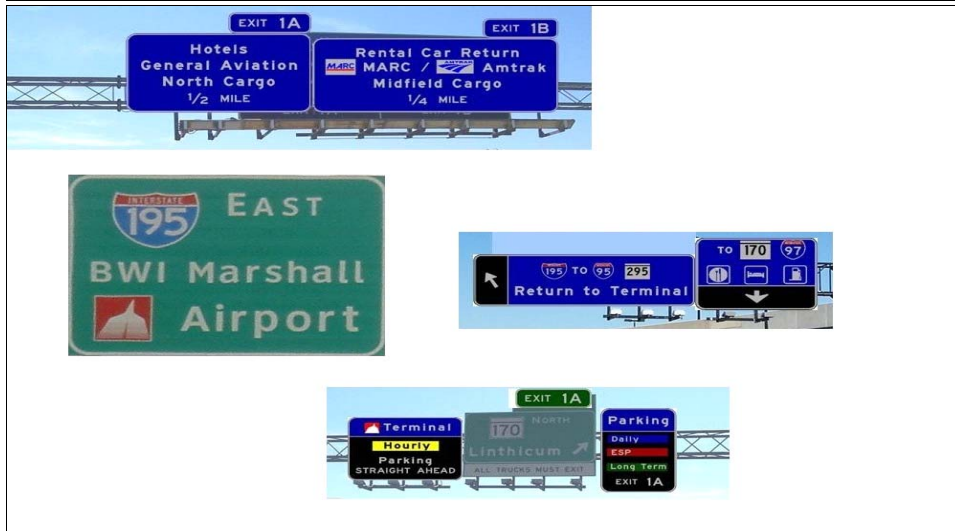 EXIT 1A
Hotels
General Aviation
North Cargo
1/2 MILE
EXIT 1B
Rental Car Return
MARC MARC / AMTRAK Amtrak
Midfield Cargo
1/4 MILE
INTERSTATE
195 EAST
BWI Marshall
Airport
195 TO 95 295
Return to Terminal
TO 170 97
Terminal
Hourly
Parking
STRAIGHT AHEAD
EXIT 1A
170 NORTH
Linthicum
ALL TRUCKS MUST EXIT
Parking
Daily
ESP
Long Term
EXIT 1A